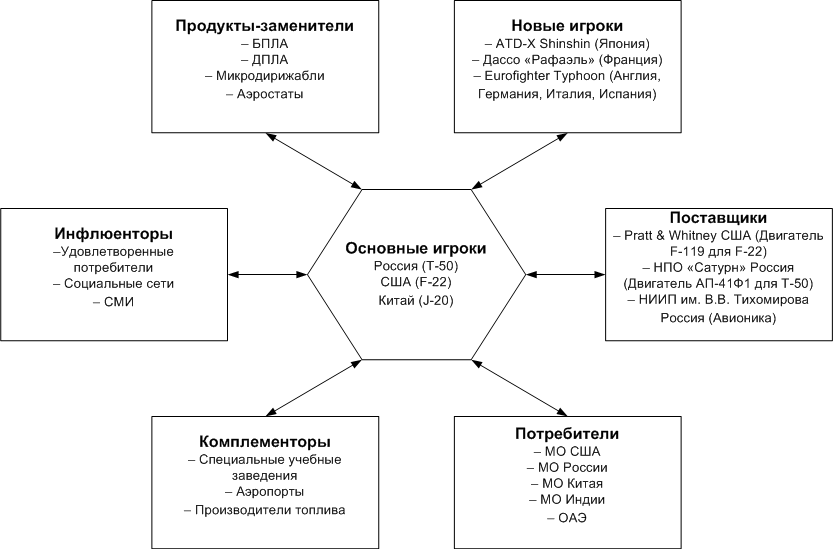 Продукты-заменители
– БПЛА
– ДПЛА
– Микродирижабли
– Аэростаты
Новые игроки
– ATD-X Shinshin (Япония)
– Дассо «Рафаэль» (Франция)
– Eurofighter Typhoon (Англия,
Германия, Италия, Испания)
Инфлюенторы
–Удовлетворенные
потребители
– Социальные сети
– СМИ
Основные игроки
Россия (Т-50)
США (F-22)
Китай (J-20)
Поставщики
– Pratt & Whitney США (Двигатель
F-119 для F-22)
– НПО «Сатурн» Россия
(Двигатель АП-41Ф1 для Т-50)
– НИИП им. В.В. Тихомирова
Россия (Авионика)
Комплементоры
– Специальные учебные
заведения
– Аэропорты
– Производители топлива
Потребители
– МО США
– МО России
– МО Китая
– МО Индии
– ОАЭ